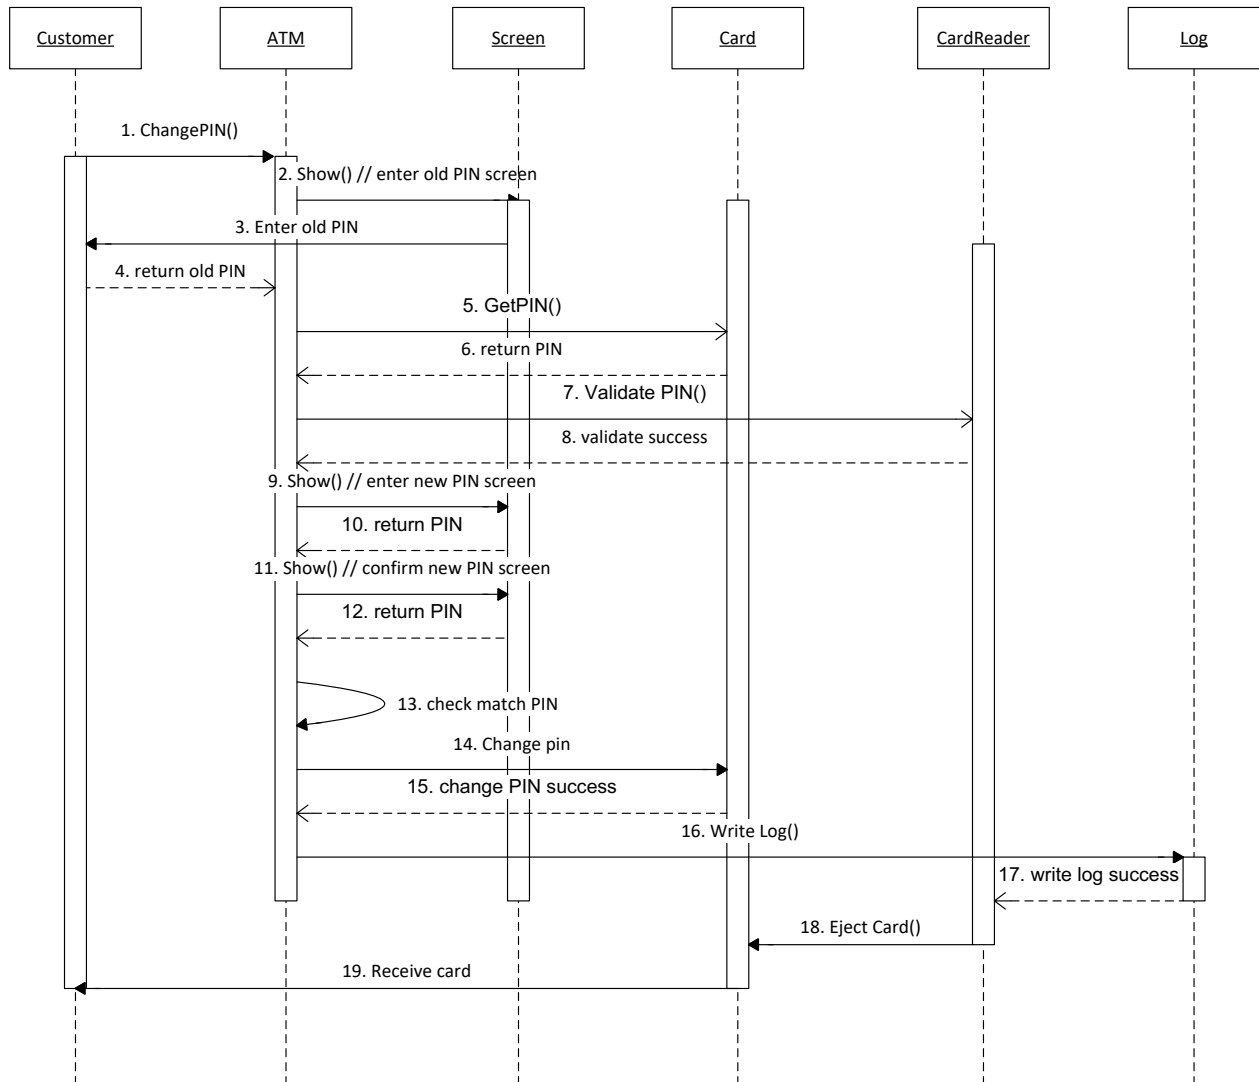 Customer
ATM
Screen
Card
CardReader
Log
1. ChangePIN()
2. Show() // enter old PIN screen
3. Enter old PIN
4. return old PIN
5. GetPIN()
6. return PIN
7. Validate PIN()
8. validate success
9. Show() // enter new PIN screen
10. return PIN
11. Show() // confirm new PIN screen
12. return PIN
13. check match PIN
14. Change pin
15. change PIN success
16. Write Log()
17. write log success
18. Eject Card()
19. Receive card